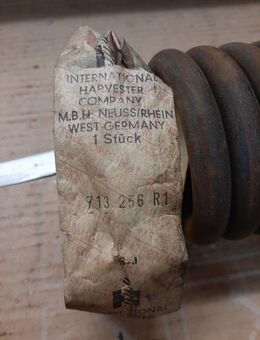 INTERNATIONAL
HARVESTER
COMPANY
M.B.H. NEUSS/RHEIN
WEST-GERMANY
1 Stück
713 256 R1